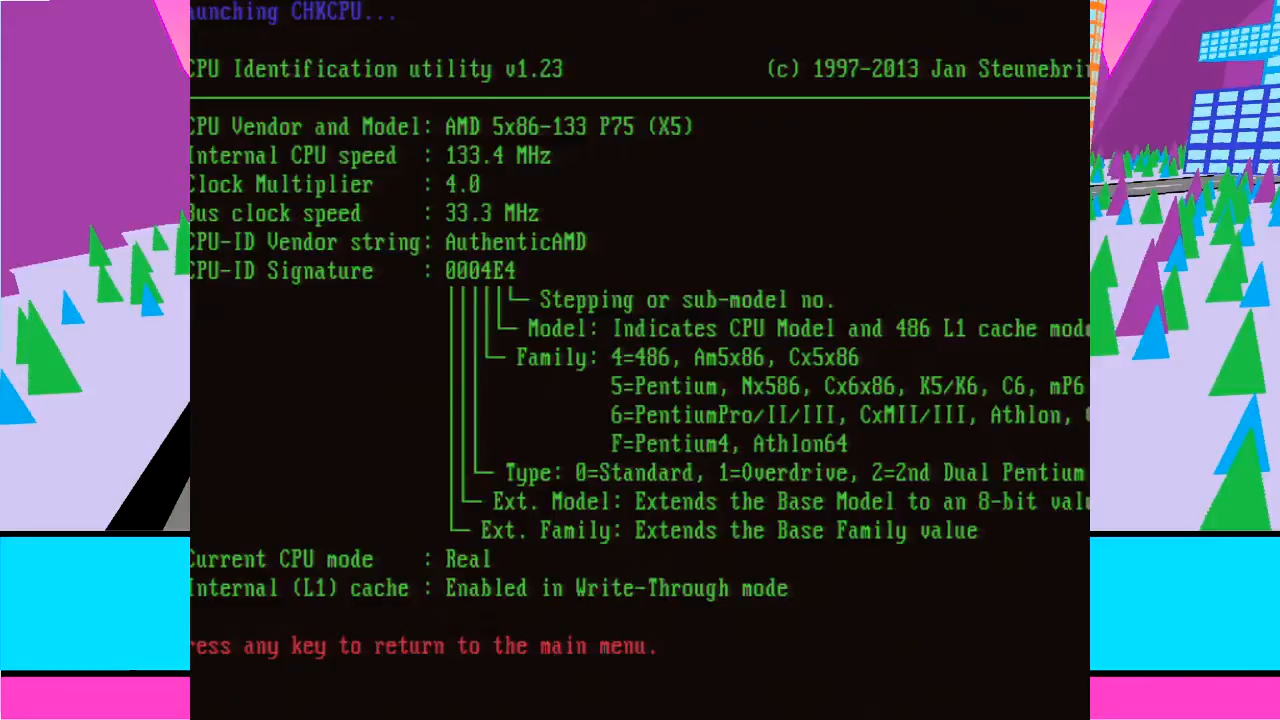 unching CHKCPU...
CPU Identification utility v1.23 (c) 1997-2013 Jan Steunebrin
CPU Vendor and Model: AMD 5x86-133 P75 (X5)
Internal CPU speed : 133.4 MHz
Clock Multiplier : 4.0
Bus clock speed : 33.3 MHz
CPU-ID Vendor string: AuthenticAMD
CPU-ID Signature : 0004E4
Stepping or sub-model no.
Model: Indicates CPU Model and 486 L1 cache mod
Family: 4=486, Am5x86, Cx5x86
5=Pentium, Nx586, Cx6x86, K5/K6, C6, mP6
6=PentiumPro/II/III, CxMII/III, Athlon,
F=Pentium4, Athlon64
Type: 0=Standard, 1=Overdrive, 2=2nd Dual Pentium
Ext. Model: Extends the Base Model to an 8-bit val
Ext. Family: Extends the Base Family value
Current CPU mode : Real
Internal (L1) cache : Enabled in Write-Through mode
ress any key to return to the main menu.